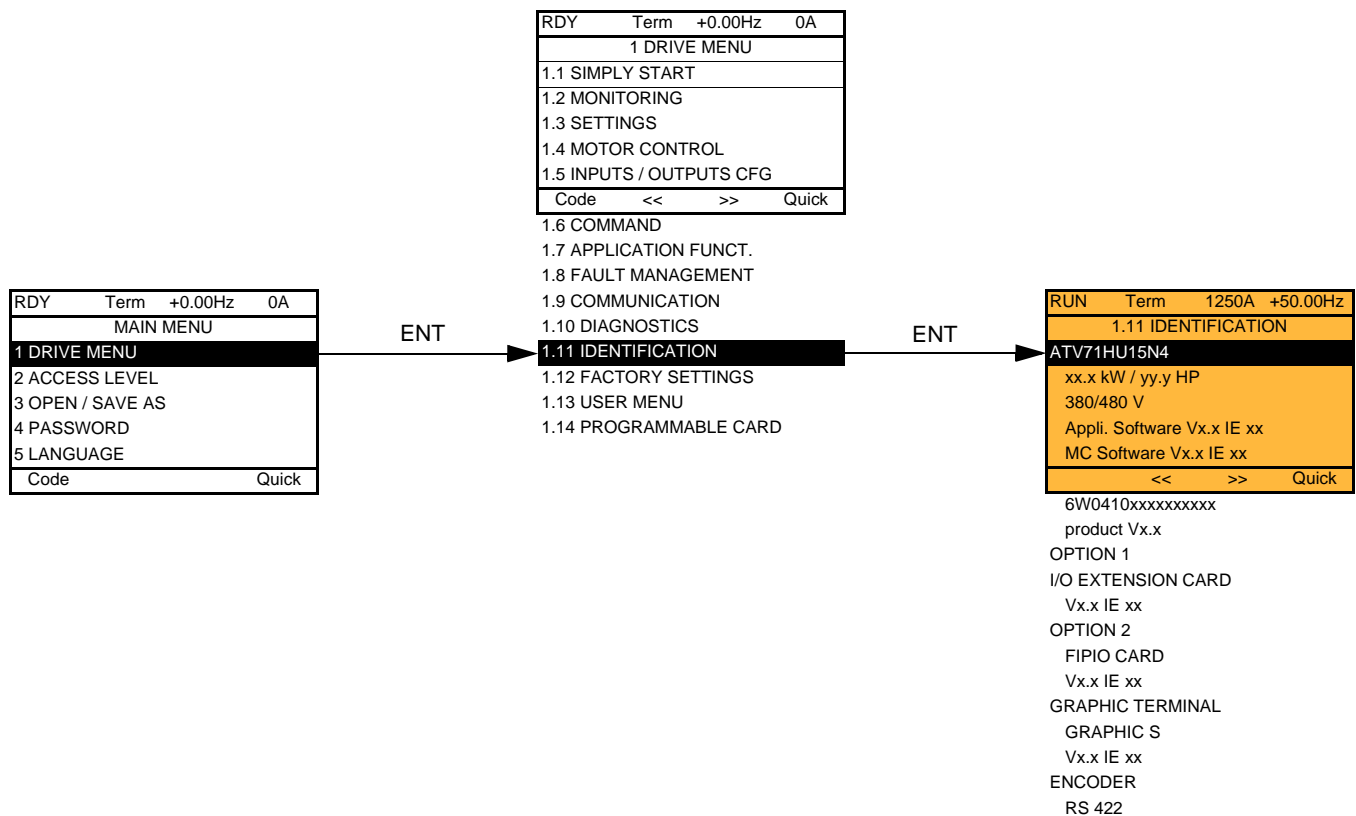 RDY Term +0.00Hz 0A
MAIN MENU
1 DRIVE MENU
2 ACCESS LEVEL
3 OPEN / SAVE AS
4 PASSWORD
5 LANGUAGE
Code Quick
ENT
RDY Term +0.00Hz 0A
1 DRIVE MENU
1.1 SIMPLY START
1.2 MONITORING
1.3 SETTINGS
1.4 MOTOR CONTROL
1.5 INPUTS / OUTPUTS CFG
Code << >> Quick
1.6 COMMAND
1.7 APPLICATION FUNCT.
1.8 FAULT MANAGEMENT
1.9 COMMUNICATION
1.10 DIAGNOSTICS
1.11 IDENTIFICATION
1.12 FACTORY SETTINGS
1.13 USER MENU
1.14 PROGRAMMABLE CARD
ENT
RUN Term 1250A +50.00Hz
1.11 IDENTIFICATION
ATV71HU15N4
xx.x kW / yy.y HP
380/480 V
Appli. Software Vx.x IE xx
MC Software Vx.x IE xx
<< >> Quick
6W0410xxxxxxxxxx
product Vx.x
OPTION 1
I/O EXTENSION CARD
Vx.x IE xx
OPTION 2
FIPIO CARD
Vx.x IE xx
GRAPHIC TERMINAL
GRAPHIC S
Vx.x IE xx
ENCODER
RS 422